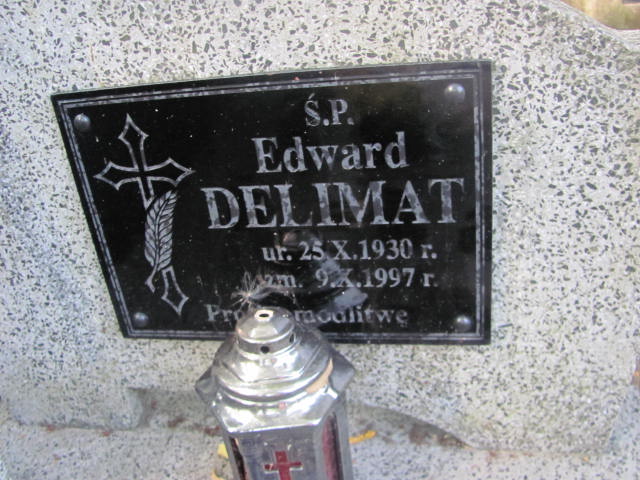 Ś.P.
Edward
DELIMAT
ur. 25.X.1930 r.
zm. 9.X.1997 r.
modlitwę